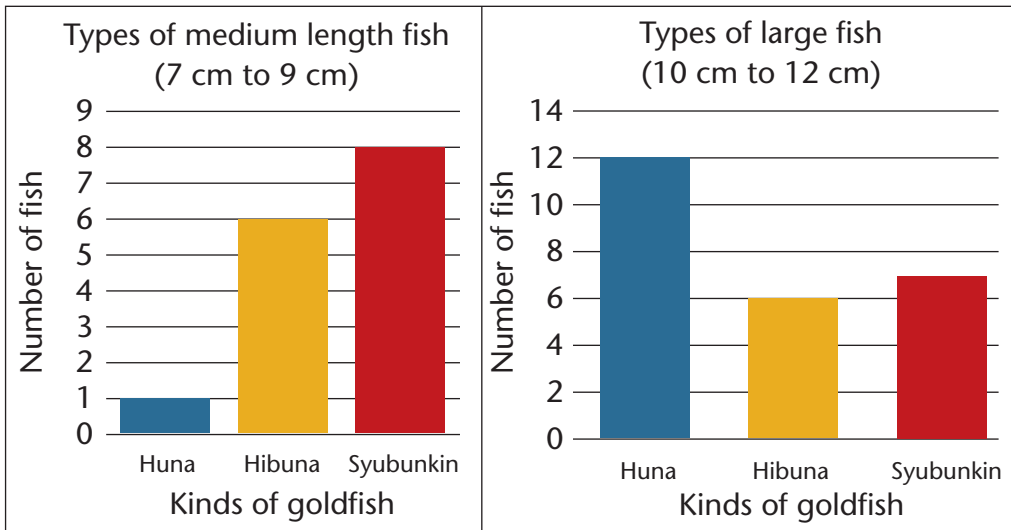 Types of medium length fish
(7 cm to 9 cm)
Number of fish
9
8
7
6
5
4
3
2
1
0
Huna Hibuna Syubunkin
Kinds of goldfish
Types of large fish
(10 cm to 12 cm)
Number of fish
14
12
10
8
6
4
2
0
Huna Hibuna Syubunkin
Kinds of goldfish